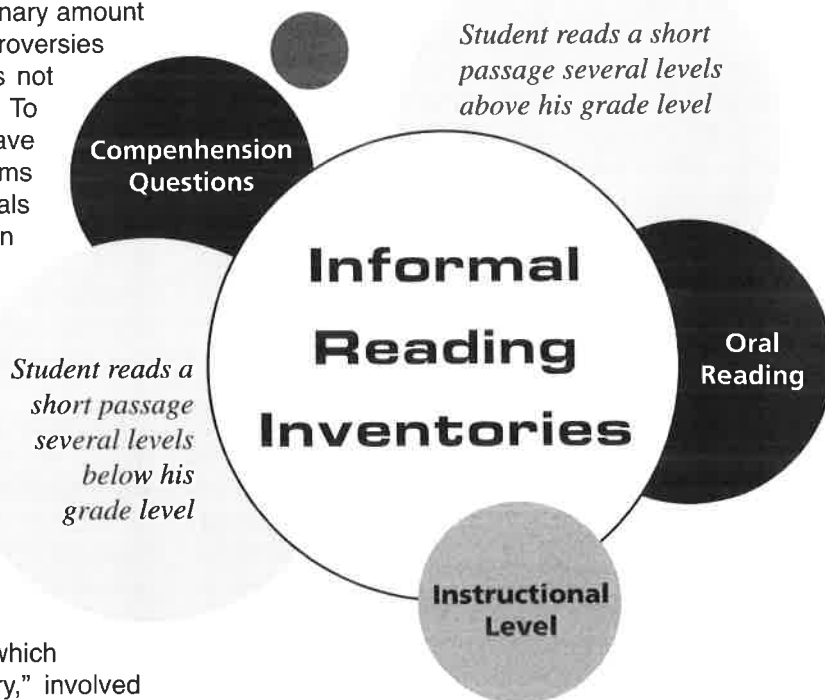 nary amount
roversies
s not
To
ave
ms
als
n
which
ry," involved
Student reads a short
passage several levels
above his grade level
Compenhension
Questions
Informal
Reading
Inventories
Oral
Reading
Student reads a
short passage
several levels
below his
grade level
Instructional
Level